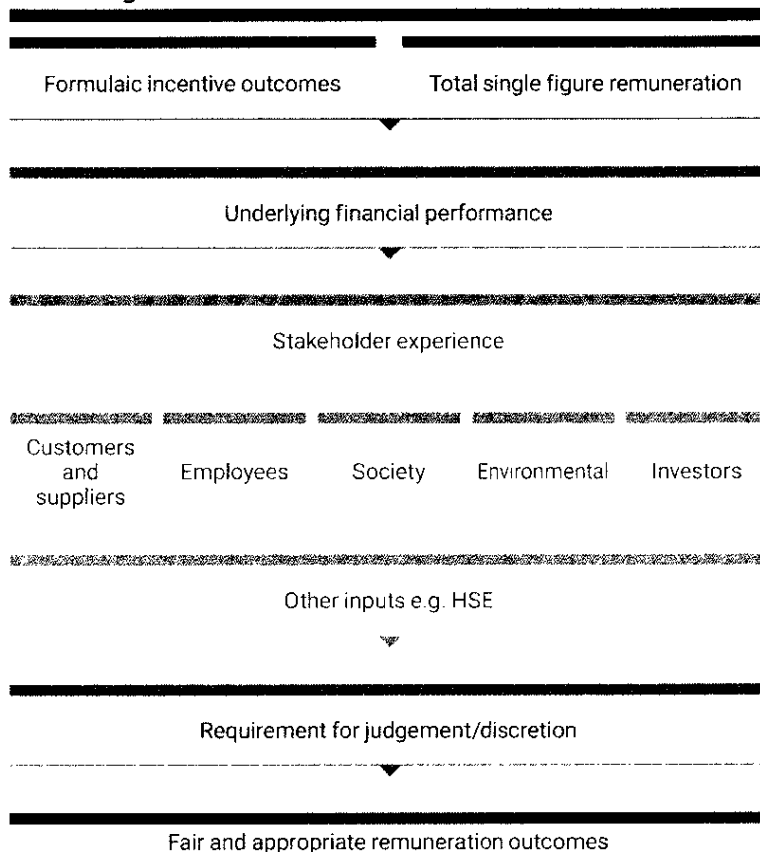 Formulaic incentive outcomes
Total single figure remuneration
Underlying financial performance
Stakeholder experience
Customers
and
suppliers
Employees
Society
Environmental
Investors
Other inputs e.g. HSE
Requirement for judgement/discretion
Fair and appropriate remuneration outcomes